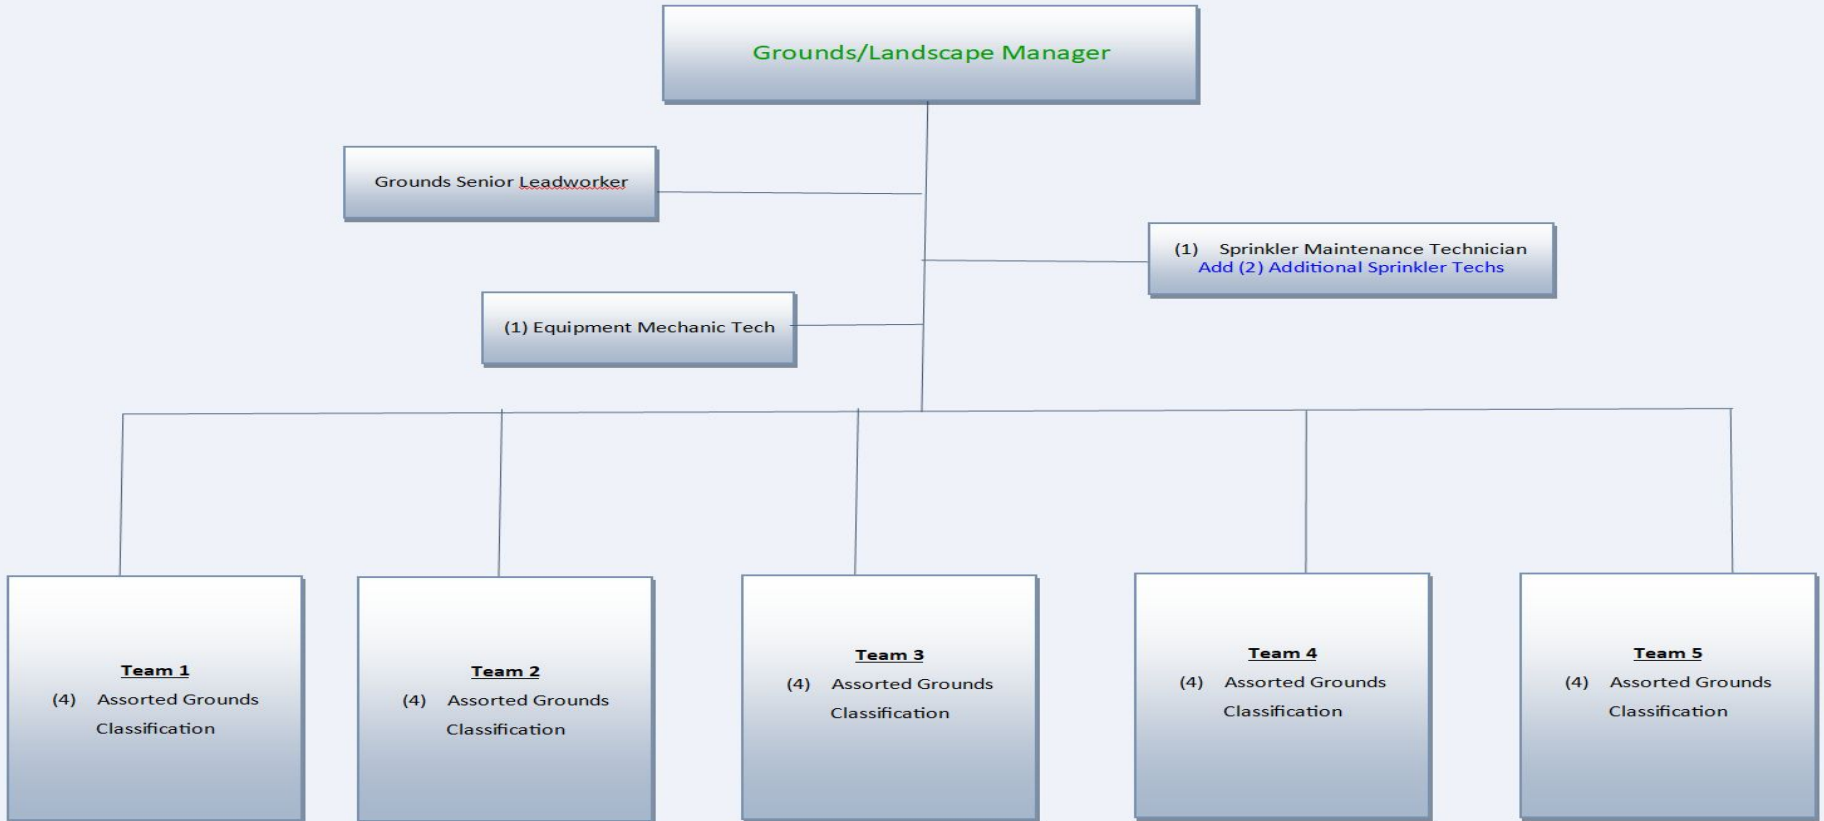 Grounds/Landscape Manager
Grounds Senior Leadworker
(1) Sprinkler Maintenance Technician
Add (2) Additional Sprinkler Techs
(1) Equipment Mechanic Tech
Team 1
(4) Assorted Grounds
Classification
Team 2
(4) Assorted Grounds
Classification
Team 3
(4) Assorted Grounds
Classification
Team 4
(4) Assorted Grounds
Classification
Team 5
(4) Assorted Grounds
Classification